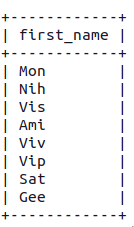 +------------+
| first_name |
+------------+
| Mon        |
| Nih        |
| Vis        |
| Ami        |
| Viv        |
| Vip        |
| Sat        |
| Gee        |
+------------+